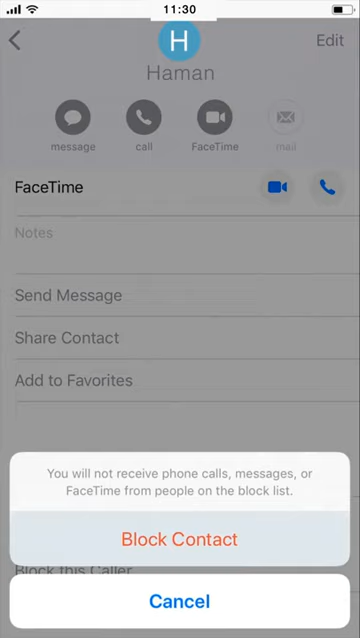 11:30
H
Edit
Haman
message
call
FaceTime
mail
FaceTime
Notes
Send Message
Share Contact
Add to Favorites
You will not receive phone calls, messages, or
FaceTime from people on the block list.
Block Contact
Block this Caller
Cancel